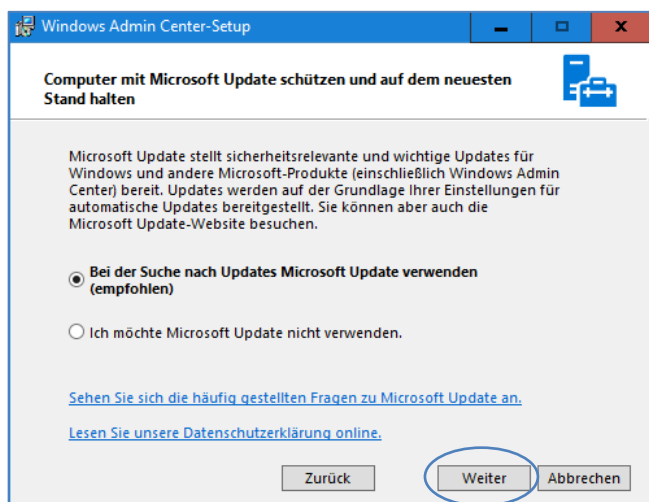 Windows Admin Center-Setup
Computer mit Microsoft Update schützen und auf dem neuesten
Stand halten
Microsoft Update stellt sicherheitsrelevante und wichtige Updates für
Windows und andere Microsoft-Produkte (einschließlich Windows Admin
Center) bereit. Updates werden auf der Grundlage Ihrer Einstellungen für
automatische Updates bereitgestellt. Sie können aber auch die
Microsoft Update-Website besuchen.
Bei der Suche nach Updates Microsoft Update verwenden
(empfohlen)
Ich möchte Microsoft Update nicht verwenden.
Sehen Sie sich die häufig gestellten Fragen zu Microsoft Update an.
Lesen Sie unsere Datenschutzerklärung online.
Zurück Weiter Abbrechen